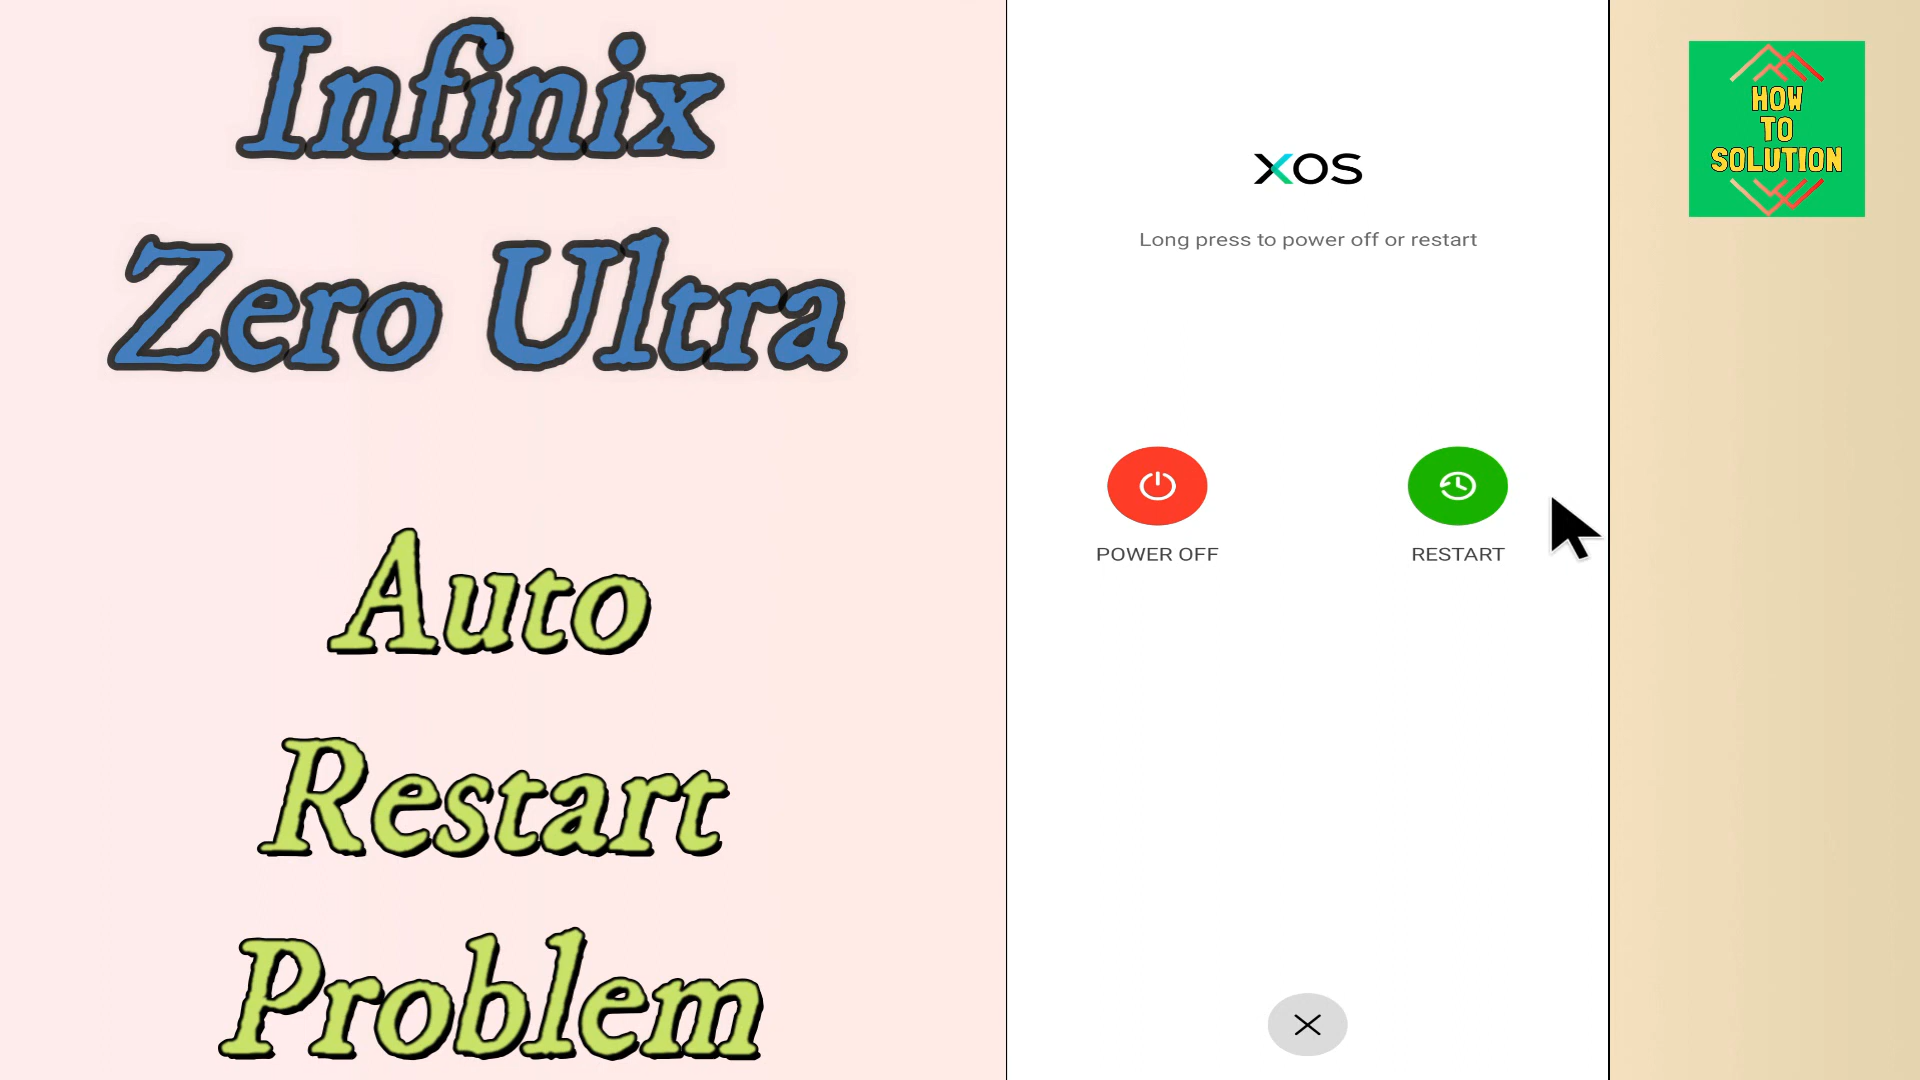 Infinix
Zero Ultra
Auto
Restart
Problem
XOS
Long press to power off or restart
POWER OFF
RESTART
HOW
TO
SOLUTION